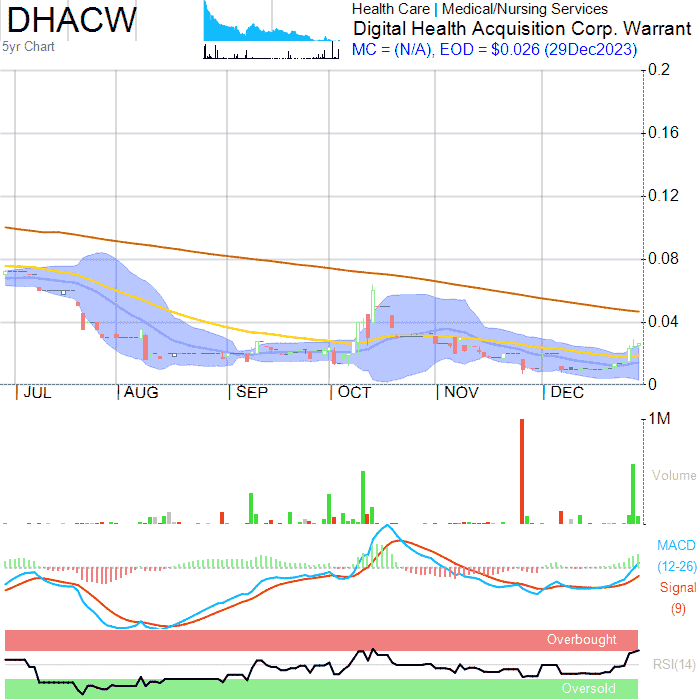 DHACW
5yr Chart
Health Care | Medical/Nursing Services
Digital Health Acquisition Corp. Warrant
MC = (N/A), EOD = $0.026 (29Dec2023)
0.2
0.16
0.12
0.08
0.04
0
JUL AUG SEP OCT NOV DEC
1M
Volume
MACD
(12-26)
Signal
(9)
Overbought
RSI(14)
Oversold